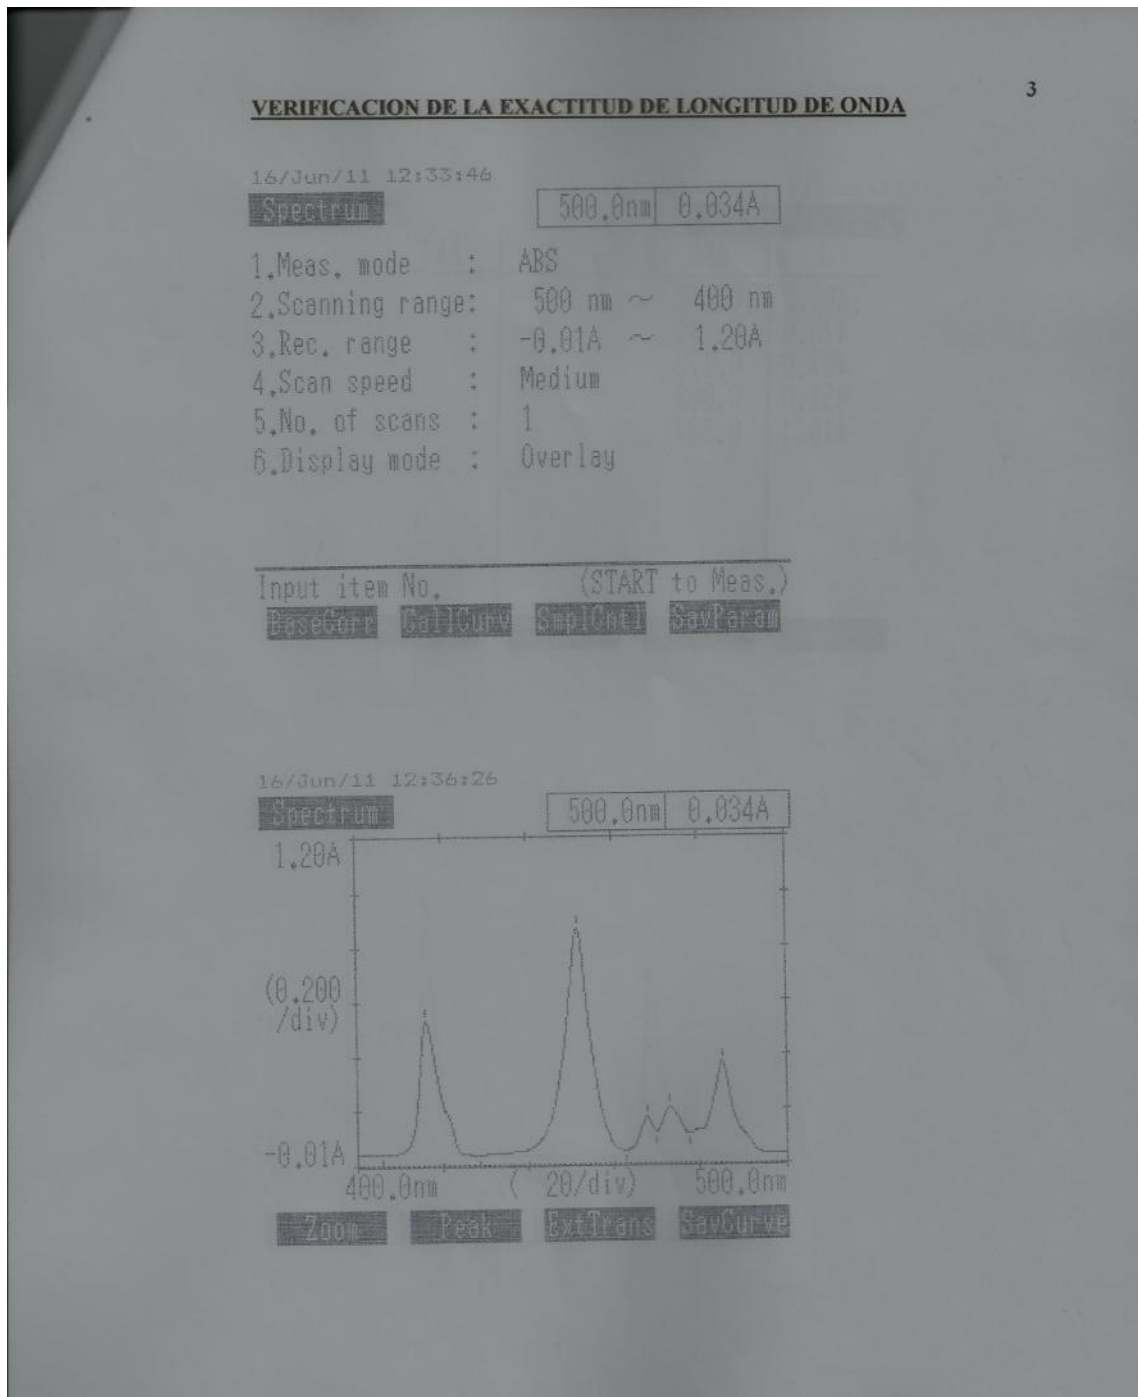 3
VERIFICACION DE LA EXACTITUD DE LONGITUD DE ONDA
16/Jun/11 12:33:46
Spectrum 500.0nm 0.034A
1.Meas. mode : ABS
2.Scanning range: 500 nm ~ 400 nm
3.Rec. range : -0.01A ~ 1.20A
4.Scan speed : Medium
5.No. of scans : 1
6.Display mode : Overlay
Input item No. (START to Meas.)
BaseCorr CallCurv SmplCntl SavParam
16/Jun/11 12:36:26
Spectrum 500.0nm 0.034A
1.20A
(0.200
/div)
-0.01A
400.0nm ( 20/div) 500.0nm
Zoom Peak ExtTrans SavCurve